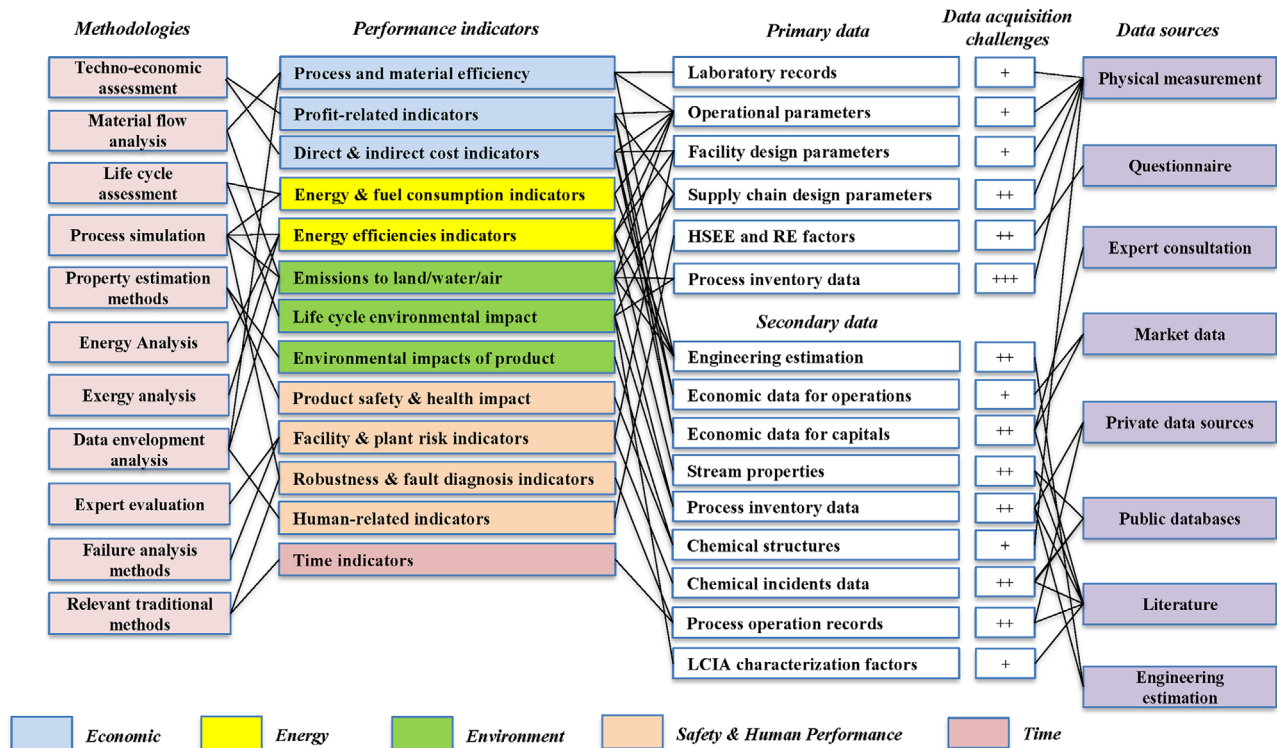 Methodologies
Performance indicators
Primary data
Data acquisition
challenges
Data sources
Techno-economic
assessment
Material flow
analysis
Life cycle
assessment
Process simulation
Property estimation
methods
Energy Analysis
Exergy analysis
Data envelopment
analysis
Expert evaluation
Failure analysis
methods
Relevant traditional
methods
Process and material efficiency
Profit-related indicators
Direct & indirect cost indicators
Energy & fuel consumption indicators
Energy efficiencies indicators
Emissions to land/water/air
Life cycle environmental impact
Environmental impacts of product
Product safety & health impact
Facility & plant risk indicators
Robustness & fault diagnosis indicators
Human-related indicators
Time indicators
Laboratory records
+
Operational parameters
+
Facility design parameters
+
Supply chain design parameters
++
HSEE and RE factors
++
Process inventory data
+++
Secondary data
Engineering estimation
++
Economic data for operations
+
Economic data for capitals
++
Stream properties
++
Process inventory data
++
Chemical structures
+
Chemical incidents data
++
Process operation records
++
LCIA characterization factors
+
Physical measurement
Questionnaire
Expert consultation
Market data
Private data sources
Public databases
Literature
Engineering
estimation
Economic
Energy
Environment
Safety & Human Performance
Time